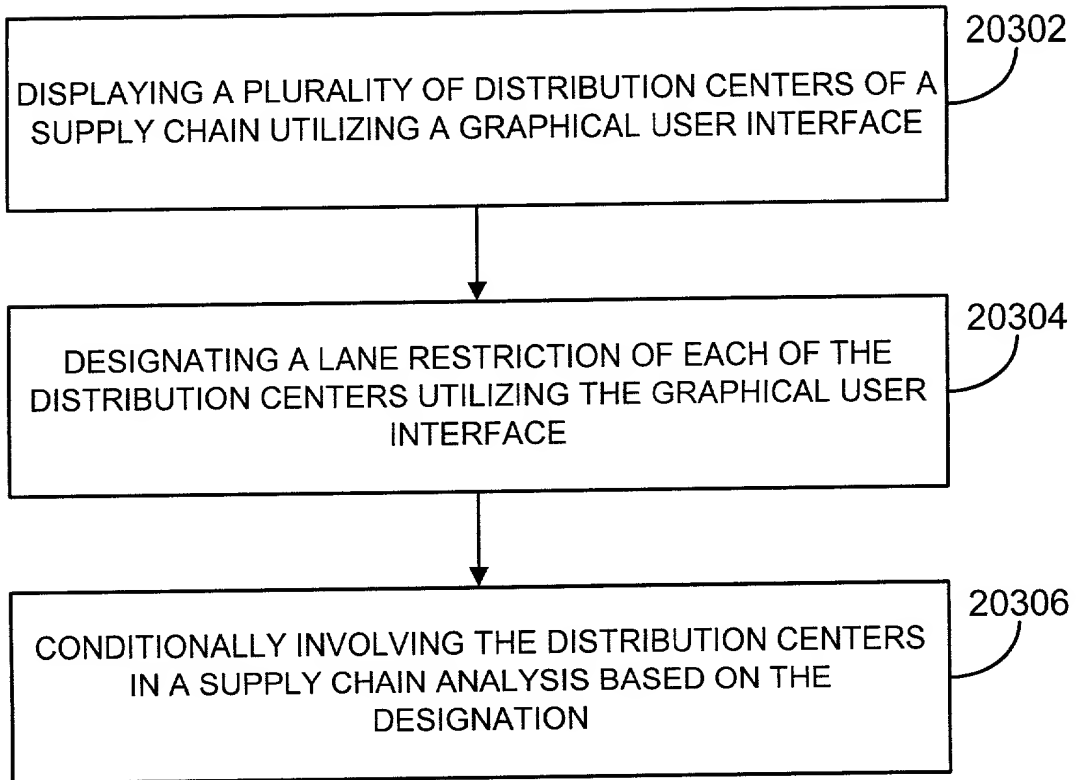 20302
DISPLAYING A PLURALITY OF DISTRIBUTION CENTERS OF A
SUPPLY CHAIN UTILIZING A GRAPHICAL USER INTERFACE
20304
DESIGNATING A LANE RESTRICTION OF EACH OF THE
DISTRIBUTION CENTERS UTILIZING THE GRAPHICAL USER
INTERFACE
20306
CONDITIONALLY INVOLVING THE DISTRIBUTION CENTERS
IN A SUPPLY CHAIN ANALYSIS BASED ON THE
DESIGNATION